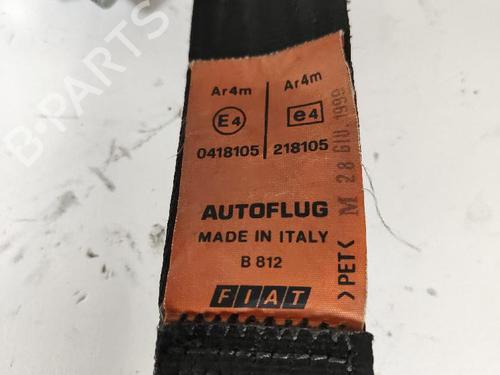 Ar4m
E4
0418105
Ar4m
e4
218105
AUTOFLUG
MADE IN ITALY
B 812
FIAT
>PET< M 28 GIU. 1999
B-PARTS